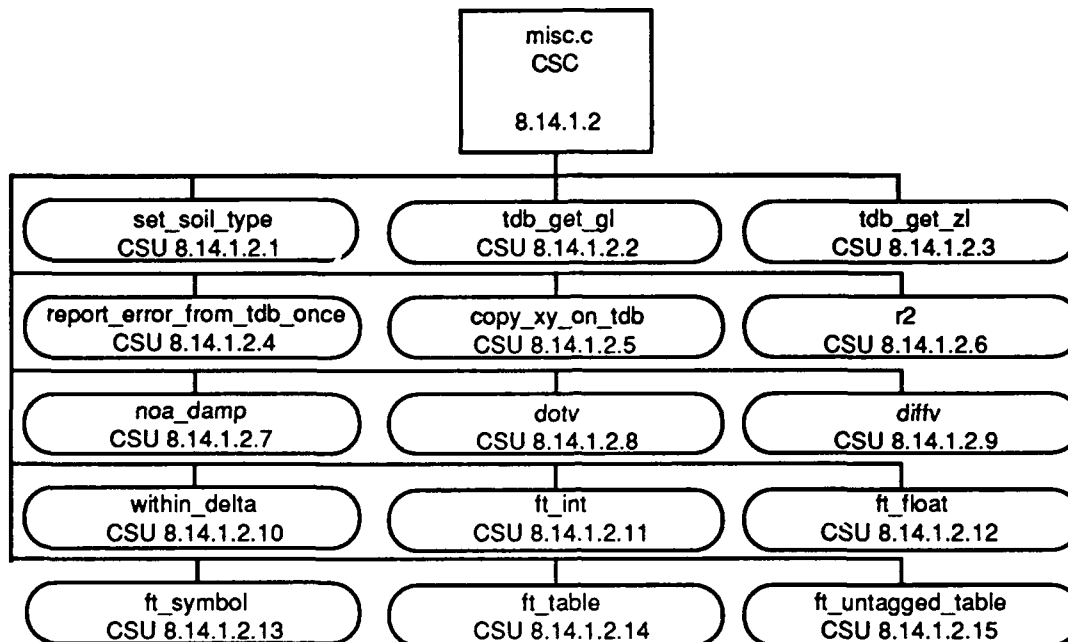 misc.c
CSC
8.14.1.2
set_soil_type
CSU 8.14.1.2.1
tdb_get_gl
CSU 8.14.1.2.2
tdb_get_zl
CSU 8.14.1.2.3
report_error_from_tdb_once
CSU 8.14.1.2.4
copy_xy_on_tdb
CSU 8.14.1.2.5
r2
CSU 8.14.1.2.6
noa_damp
CSU 8.14.1.2.7
dotv
CSU 8.14.1.2.8
diffv
CSU 8.14.1.2.9
within_delta
CSU 8.14.1.2.10
ft_int
CSU 8.14.1.2.11
ft_float
CSU 8.14.1.2.12
ft_symbol
CSU 8.14.1.2.13
ft_table
CSU 8.14.1.2.14
ft_untagged_table
CSU 8.14.1.2.15